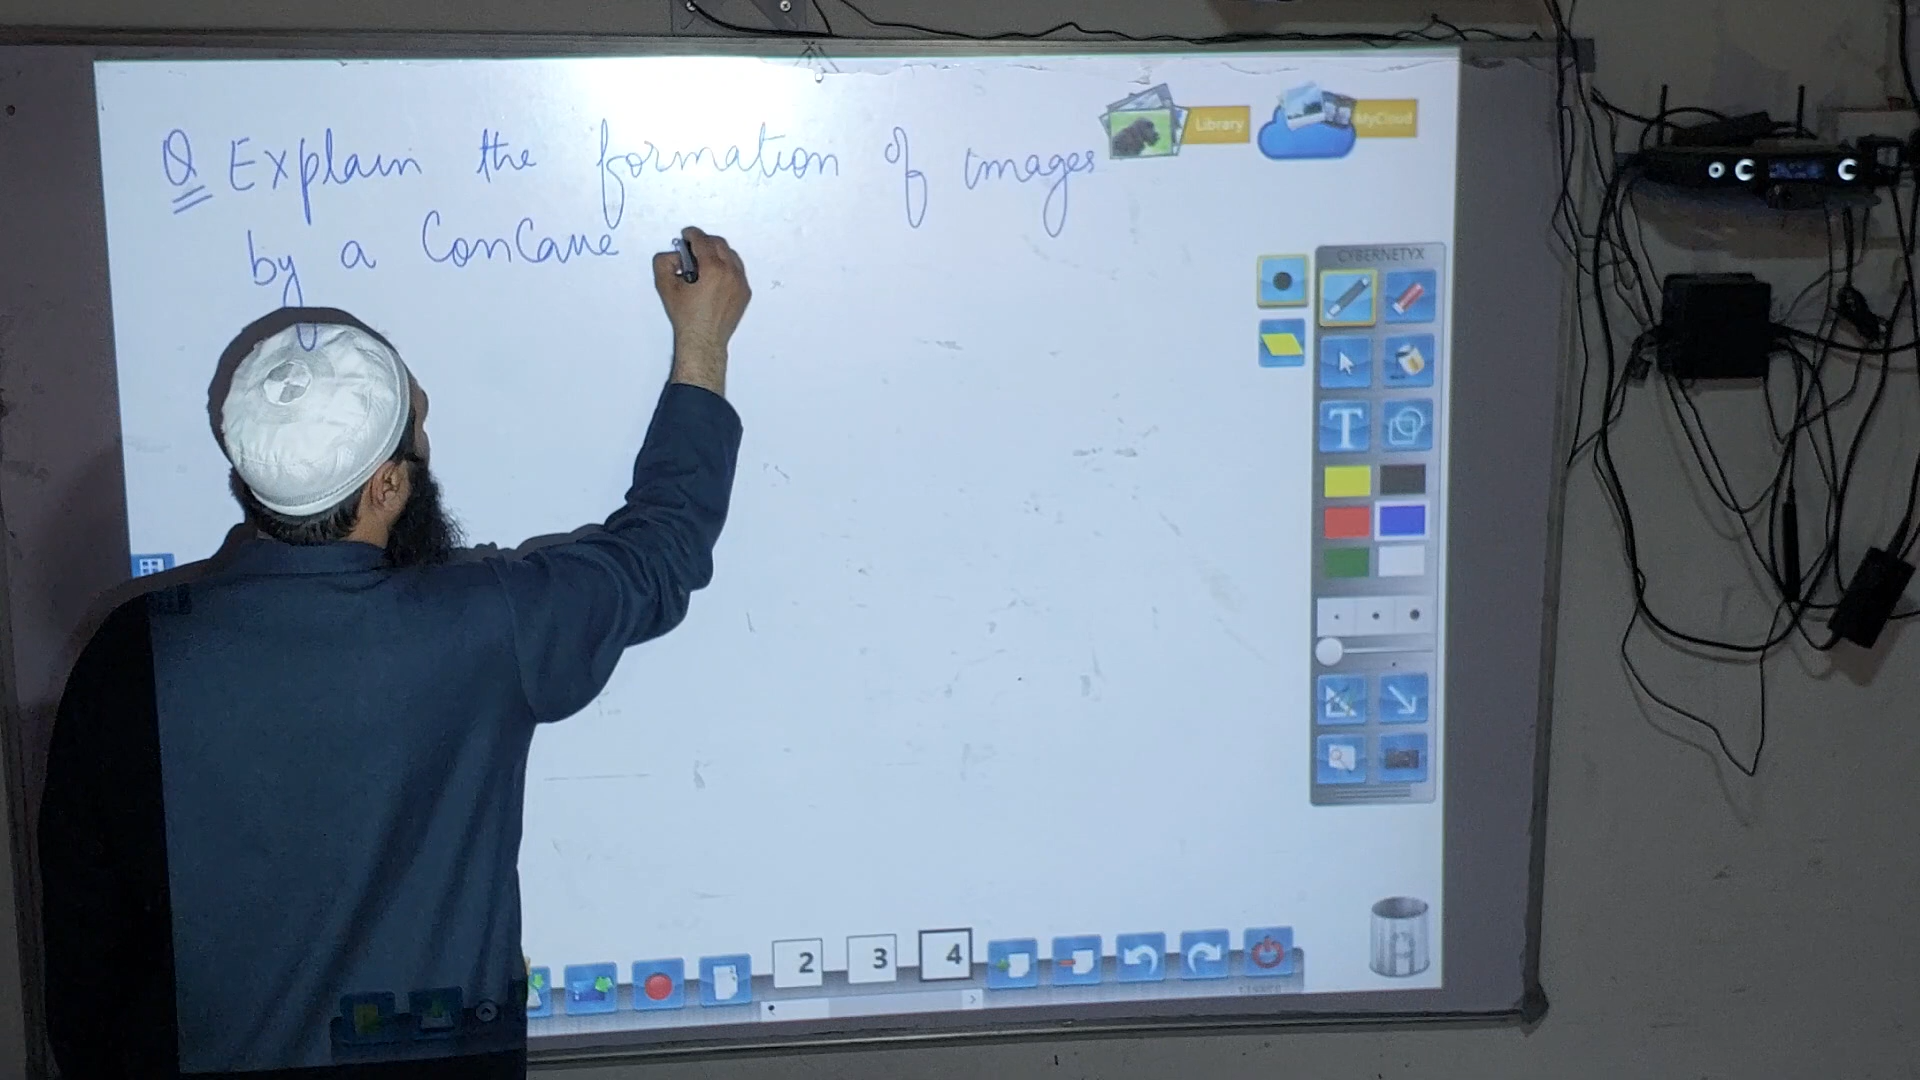 Q Explain the formation of images
by a Concave
Library
MyCloud
CYBERNETYX
T
2 3 4